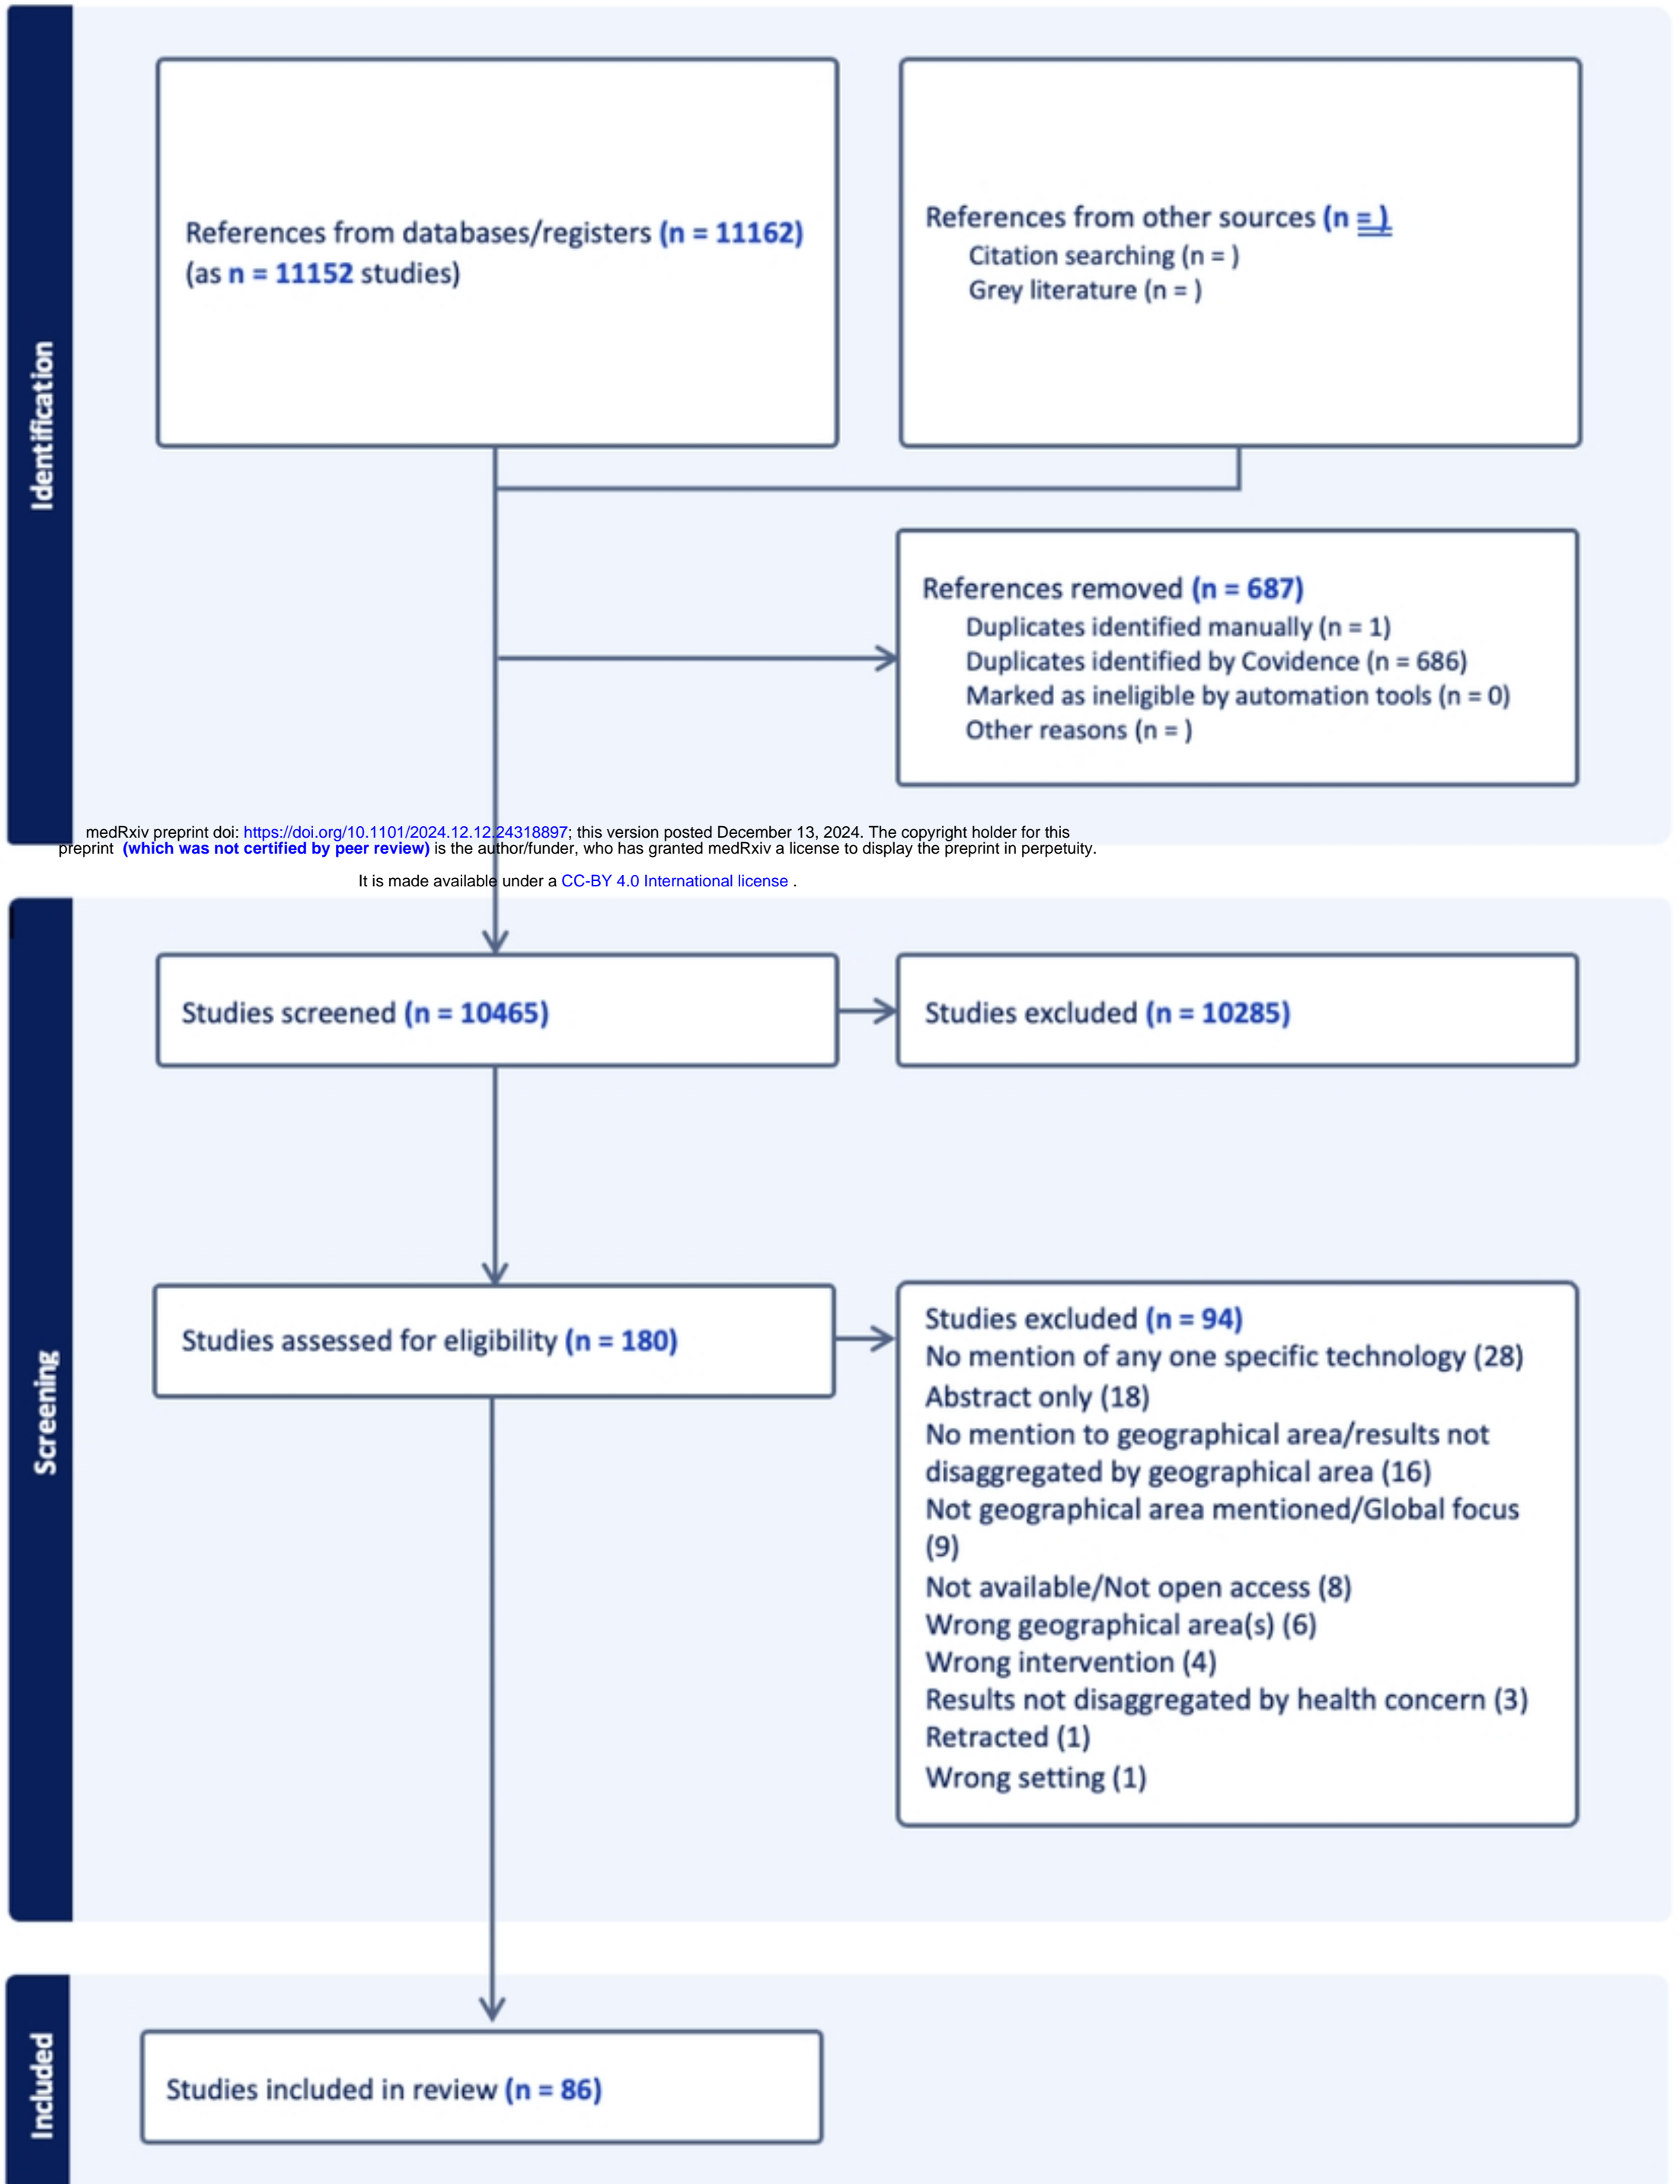 Identification
References from databases/registers (n = 11162)
(as n = 11152 studies)
References from other sources (n = )
Citation searching (n = )
Grey literature (n = )
References removed (n = 687)
Duplicates identified manually (n = 1)
Duplicates identified by Covidence (n = 686)
Marked as ineligible by automation tools (n = 0)
Other reasons (n = )
medRxiv preprint doi: https://doi.org/10.1101/2024.12.12.24318897; this version posted December 13, 2024. The copyright holder for this
preprint (which was not certified by peer review) is the author/funder, who has granted medRxiv a license to display the preprint in perpetuity.
It is made available under a CC-BY 4.0 International license .
Screening
Studies screened (n = 10465)
Studies excluded (n = 10285)
Studies assessed for eligibility (n = 180)
Studies excluded (n = 94)
No mention of any one specific technology (28)
Abstract only (18)
No mention to geographical area/results not
disaggregated by geographical area (16)
Not geographical area mentioned/Global focus
(9)
Not available/Not open access (8)
Wrong geographical area(s) (6)
Wrong intervention (4)
Results not disaggregated by health concern (3)
Retracted (1)
Wrong setting (1)
Included
Studies included in review (n = 86)